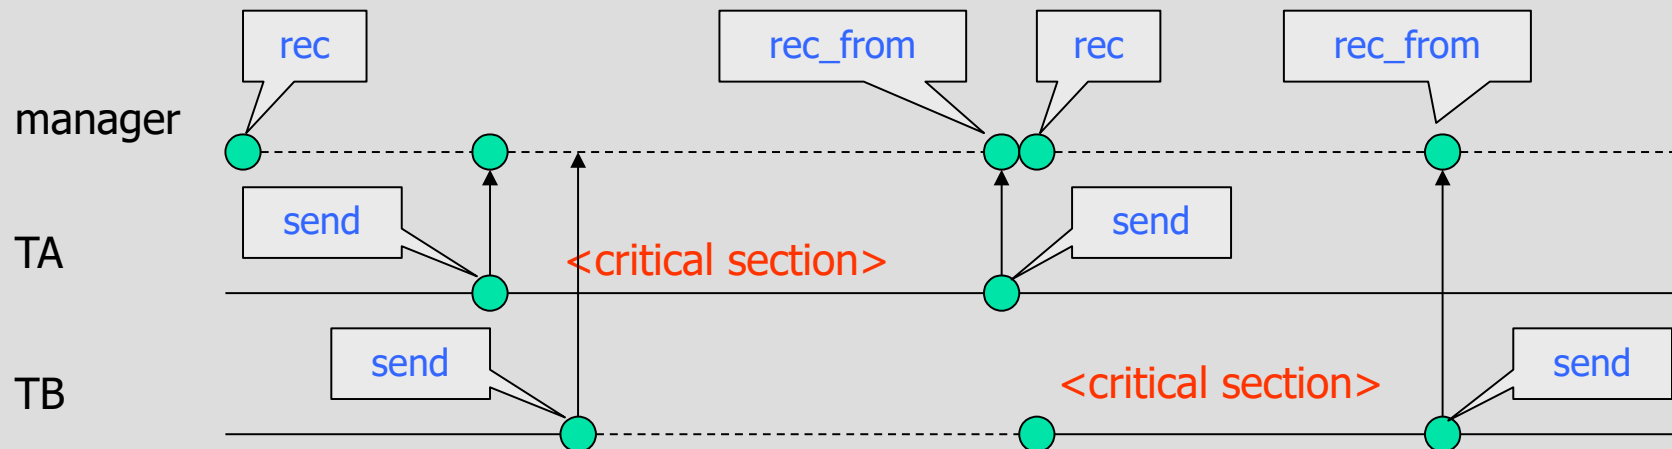 rec
rec_from
rec
rec_from
manager
send
send
TA
<critical section>
send
send
TB
<critical section>